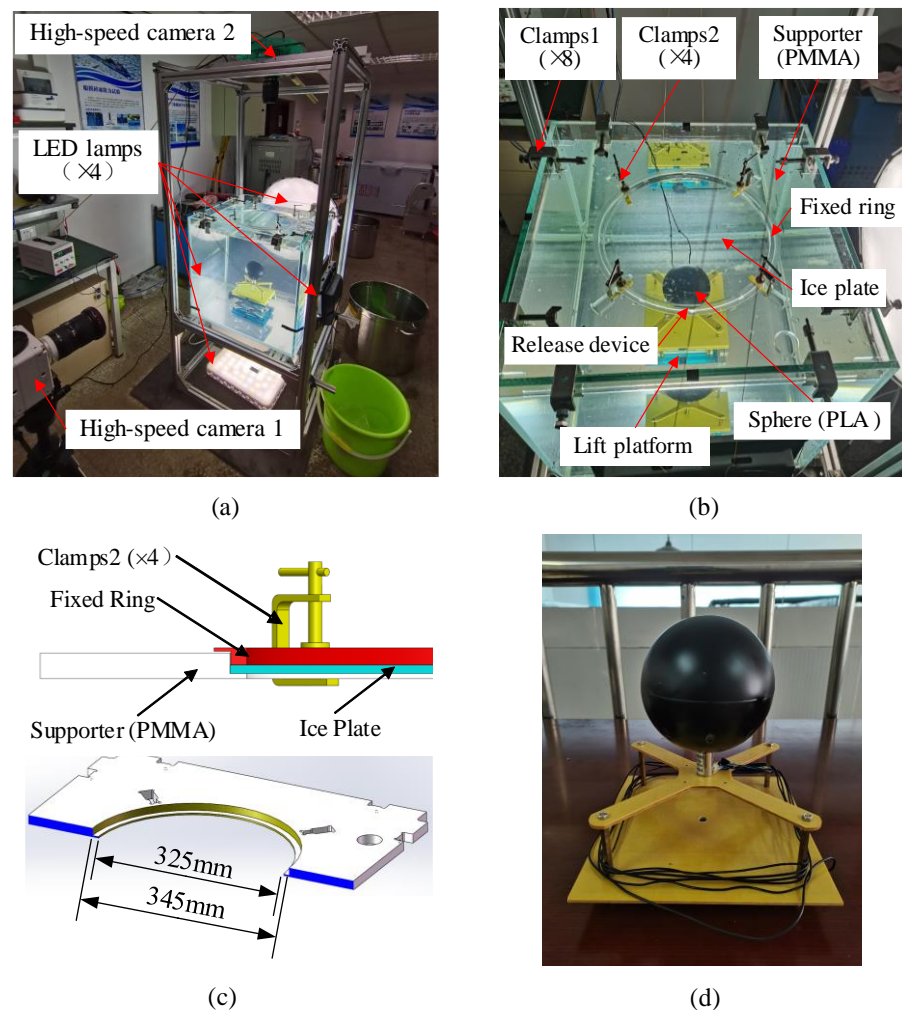 High-speed camera 2
LED lamps
(×4)
High-speed camera 1
(a)
Clamps1
(×8)
Clamps2
(×4)
Supporter
(PMMA)
Fixed ring
Ice plate
Release device
Sphere (PLA)
Lift platform
(b)
Clamps2 (×4)
Fixed Ring
Supporter (PMMA)
Ice Plate
325mm
345mm
(c)
(d)